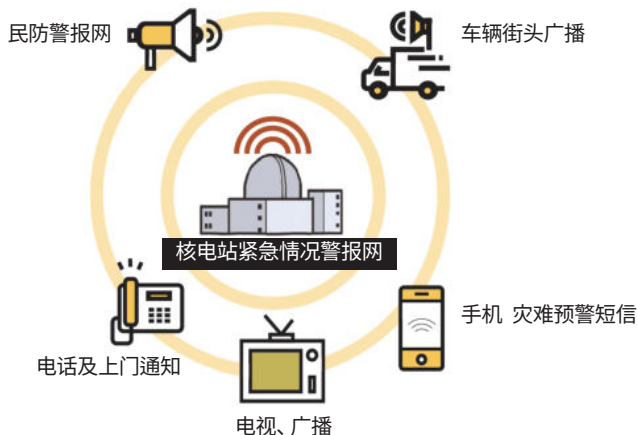 民防警报网
车辆街头广播
核电站紧急情况警报网
手机 灾难预警短信
电话及上门通知
电视、广播